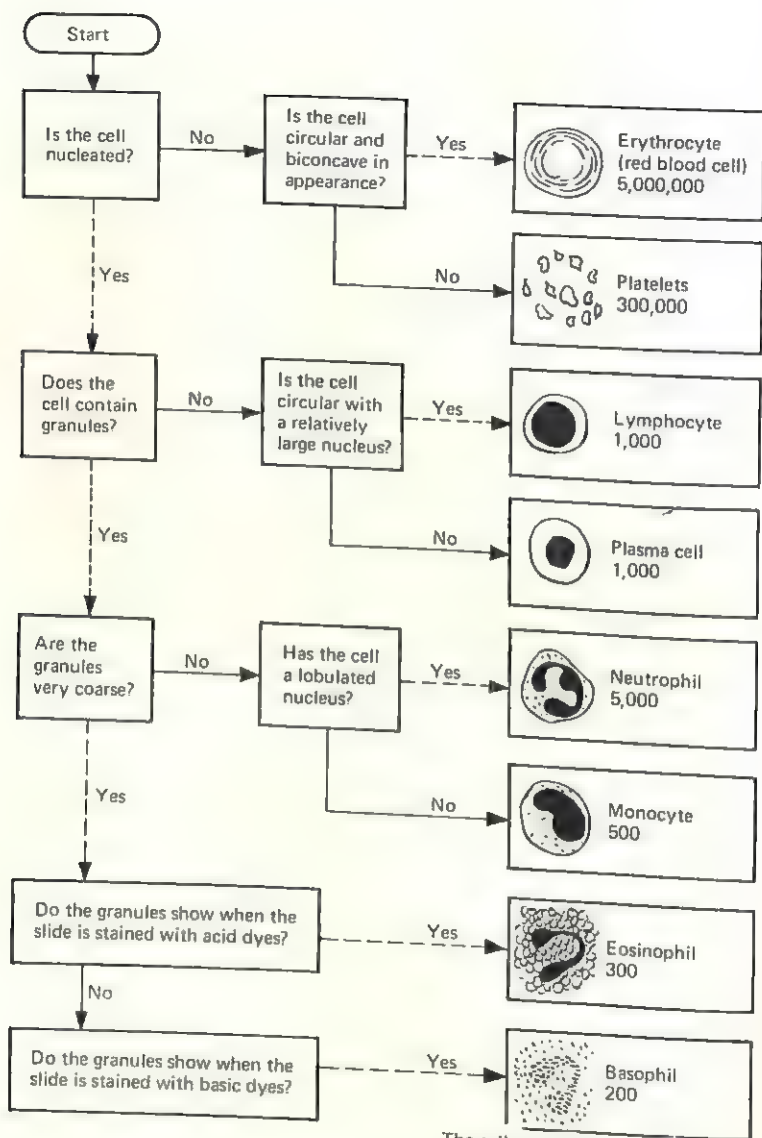 Start
Is the cell
nucleated?
No
Is the cell
circular and
biconcave in
appearance?
Yes
Erythrocyte
(red blood cell)
5,000,000
No
Platelets
300,000
Yes
Does the
cell contain
granules?
No
Is the cell
circular with
a relatively
large nucleus?
Yes
Lymphocyte
1,000
No
Plasma cell
1,000
Yes
Are the
granules
very coarse?
No
Has the cell
a lobulated
nucleus?
Yes
Neutrophil
5,000
No
Monocyte
500
Yes
Do the granules show when the
slide is stained with acid dyes?
Yes
Eosinophil
300
No
Do the granules show when the
slide is stained with basic dyes?
Yes
Basophil
200